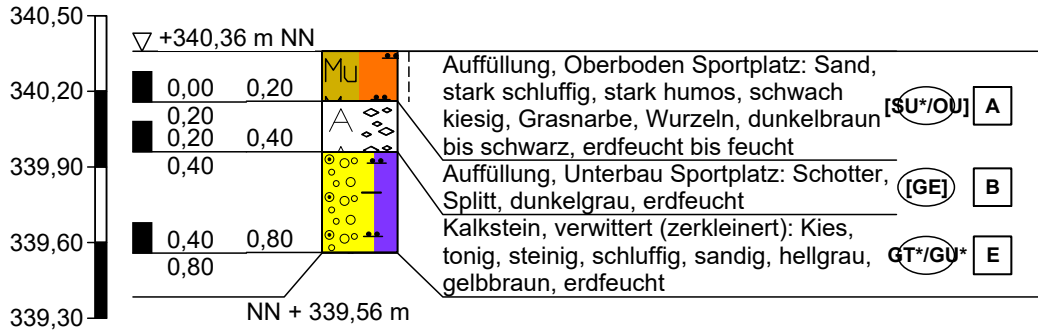 340,50
+340,36 m NN
Mu
Auffüllung, Oberboden Sportplatz: Sand,
340,20
0,00 0,20
stark schluffig, stark humos, schwach
[SU*/OU] A
0,20
kiesig, Grasnarbe, Wurzeln, dunkelbraun
0,20 0,40
A
bis schwarz, erdfeucht bis feucht
339,90
0,40
Auffüllung, Unterbau Sportplatz: Schotter,
[GE] B
Splitt, dunkelgrau, erdfeucht
339,60
0,40 0,80
Kalkstein, verwittert (zerkleinert): Kies,
tonig, steinig, schluffig, sandig, hellgrau,
GT*/GU* E
0,80
gelbbraun, erdfeucht
339,30
NN + 339,56 m